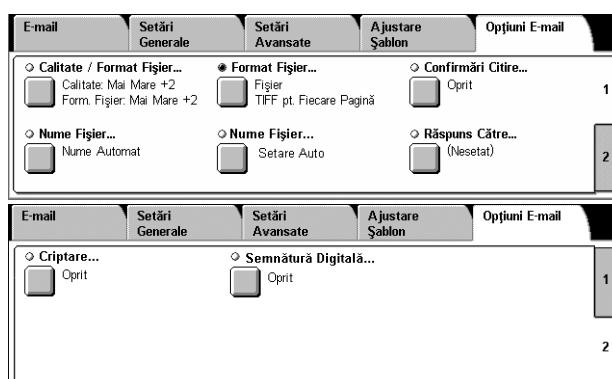 E-mail
Setări Generale
Setări Avansate
Ajustare Şablon
Opţiuni E-mail
Calitate / Format Fişier...
Calitate: Mai Mare +2
Form. Fişier: Mai Mare +2
Format Fişier...
Fişier
TIFF pt. Fiecare Pagină
Confirmări Citire...
Oprit
1
Nume Fişier...
Nume Automat
Nume Fişier...
Setare Auto
Răspuns Către...
(Nesetat)
2
E-mail
Setări Generale
Setări Avansate
Ajustare Şablon
Opţiuni E-mail
Criptare...
Oprit
Semnătură Digitală...
Oprit
1
2